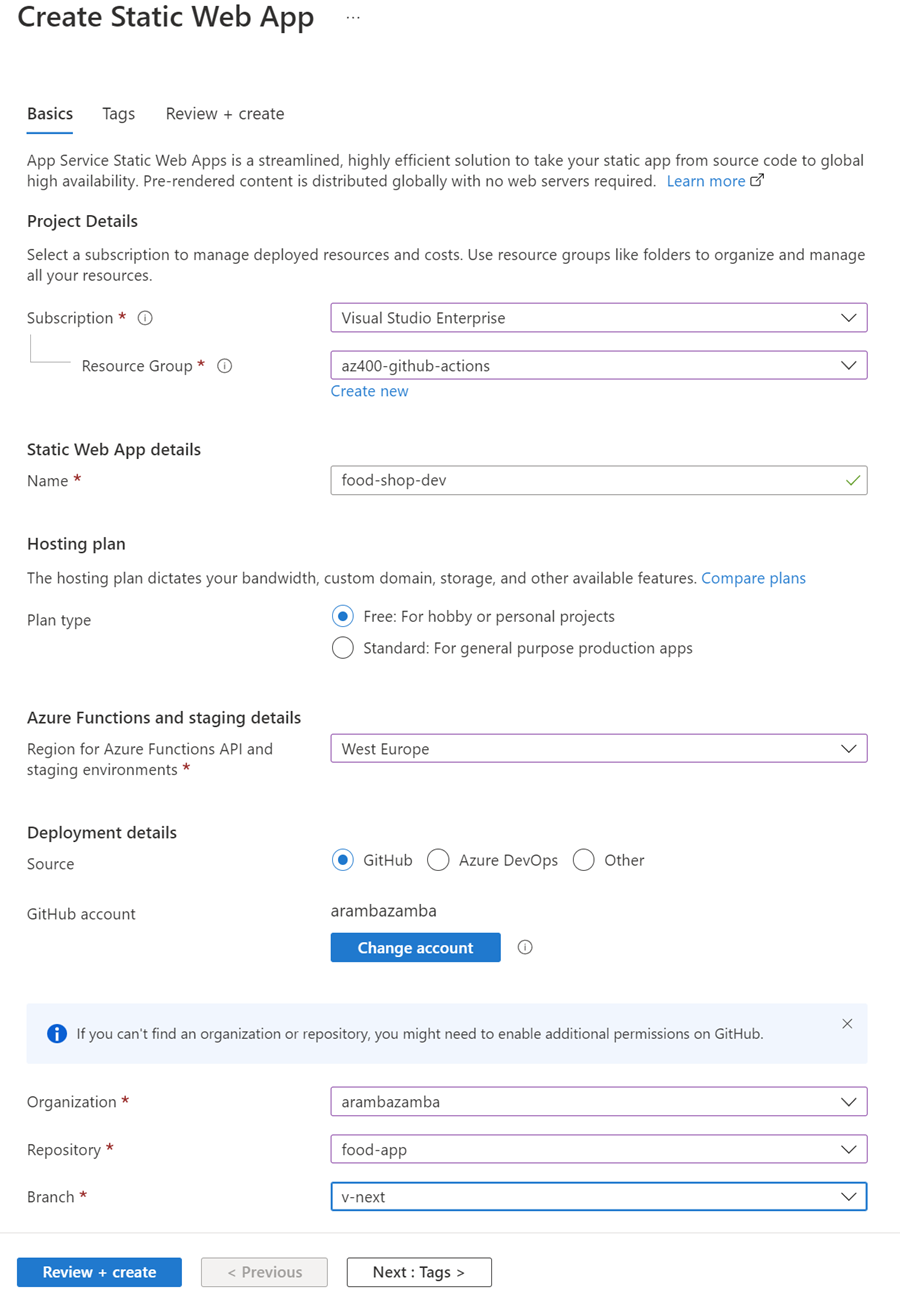 Create Static Web App ...
Basics Tags Review + create
App Service Static Web Apps is a streamlined, highly efficient solution to take your static app from source code to global
high availability. Pre-rendered content is distributed globally with no web servers required. Learn more
Project Details
Select a subscription to manage deployed resources and costs. Use resource groups like folders to organize and manage
all your resources.
Subscription * Visual Studio Enterprise
Resource Group * az400-github-actions
Create new
Static Web App details
Name * food-shop-dev
Hosting plan
The hosting plan dictates your bandwidth, custom domain, storage, and other available features. Compare plans
Plan type Free: For hobby or personal projects
Standard: For general purpose production apps
Azure Functions and staging details
Region for Azure Functions API and West Europe
staging environments *
Deployment details
Source GitHub Azure DevOps Other
GitHub account arambazamba
Change account
If you can't find an organization or repository, you might need to enable additional permissions on GitHub.
Organization * arambazamba
Repository * food-app
Branch * v-next
Review + create < Previous Next : Tags >